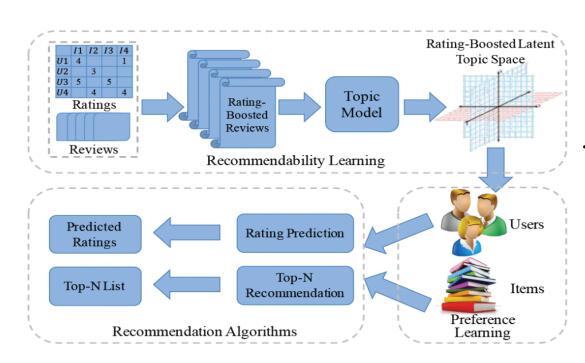 I1 I2 I3 I4
U1 4 1
U2 3
U3 5 5
U4 4 4
Ratings
Reviews
Rating-
Boosted
Reviews
Topic
Model
Rating-Boosted Latent
Topic Space
Recommendability Learning
Predicted
Ratings
Rating Prediction
Users
Top-N List
Top-N
Recommendation
Items
Preference
Learning
Recommendation Algorithms